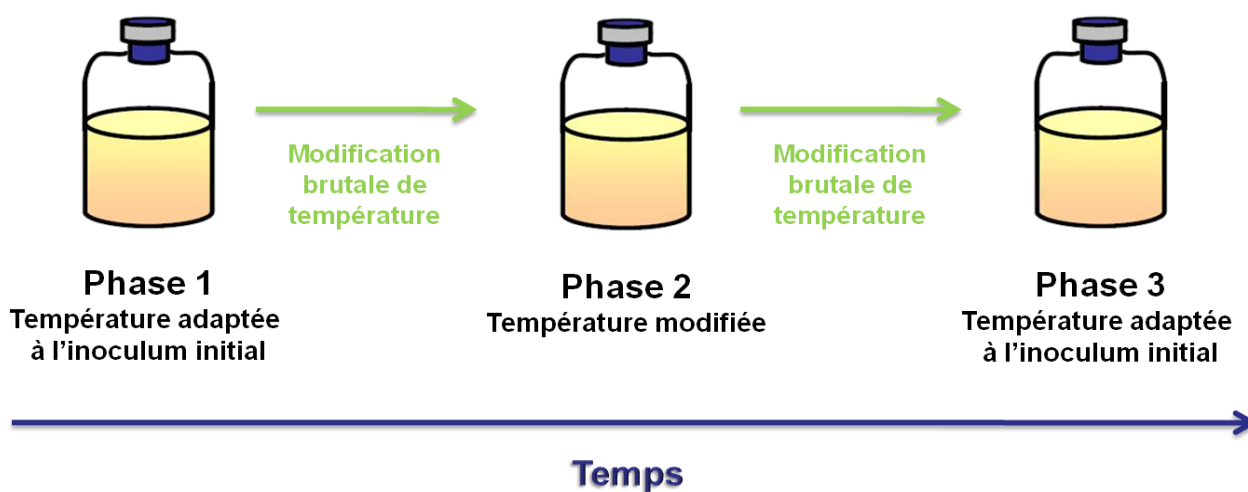 Modification
brutale de
température
Modification
brutale de
température
Phase 1
Température adaptée
à l'inoculum initial
Phase 2
Température modifiée
Phase 3
Température adaptée
à l'inoculum initial
Temps